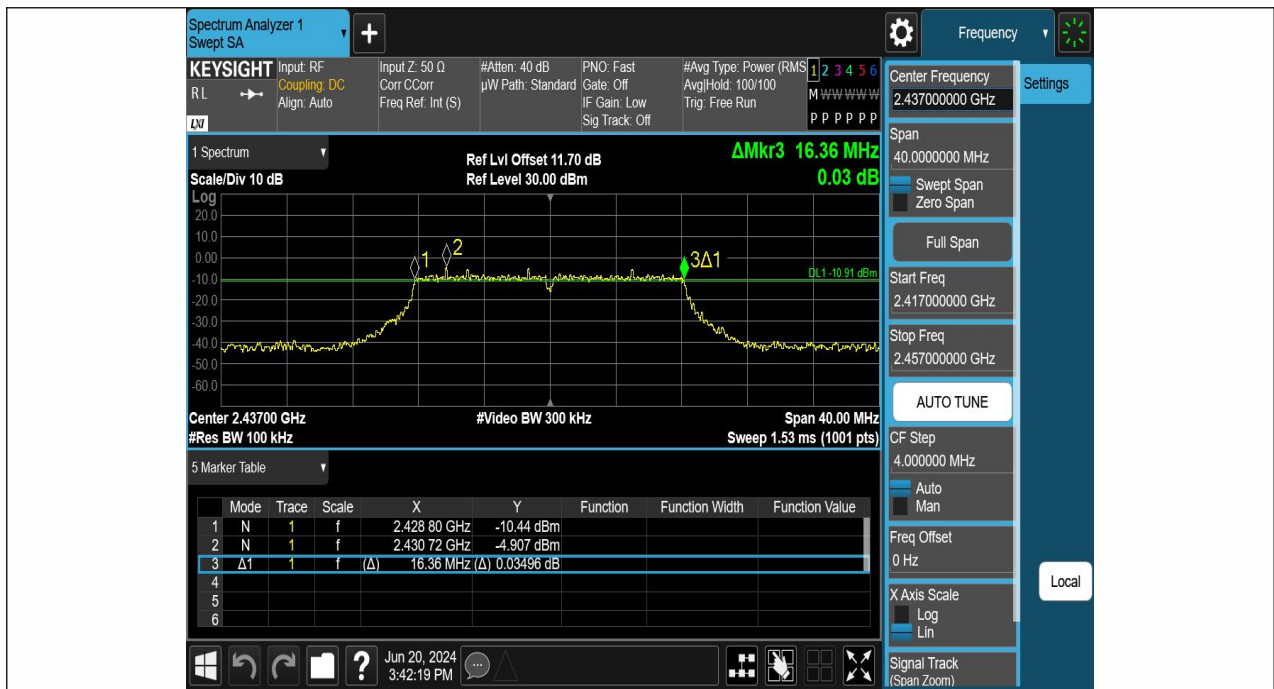 Spectrum Analyzer 1
Swept SA
+
Frequency
KEYSIGHT
RL
LXI
Input: RF
Coupling: DC
Align: Auto
Input Z: 50 Ω
Corr CCorr
Freq Ref: Int (S)
#Atten: 40 dB
µW Path: Standard
PNO: Fast
Gate: Off
IF Gain: Low
Sig Track: Off
#Avg Type: Power (RMS
Avg|Hold: 100/100
Trig: Free Run
1 2 3 4 5 6
M W W W W W
P P P P P P
1 Spectrum
Scale/Div 10 dB
Ref Lvl Offset 11.70 dB
Ref Level 30.00 dBm
ΔMkr3 16.36 MHz
0.03 dB
Log
20.0
10.0
0.00
-10.0
-20.0
-30.0
-40.0
-50.0
-60.0
1
2
3Δ1
DL1 -10.91 dBm
Center 2.43700 GHz
#Video BW 300 kHz
Span 40.00 MHz
#Res BW 100 kHz
Sweep 1.53 ms (1001 pts)
5 Marker Table
Mode Trace Scale X Y Function Function Width Function Value
1 N 1 f 2.428 80 GHz -10.44 dBm
2 N 1 f 2.430 72 GHz -4.907 dBm
3 Δ1 1 f (Δ) 16.36 MHz (Δ) 0.03496 dB
4
5
6
?
Jun 20, 2024
3:42:19 PM
Center Frequency
2.437000000 GHz
Settings
Span
40.0000000 MHz
Swept Span
Zero Span
Full Span
Start Freq
2.417000000 GHz
Stop Freq
2.457000000 GHz
AUTO TUNE
CF Step
4.000000 MHz
Auto
Man
Freq Offset
0 Hz
Local
X Axis Scale
Log
Lin
Signal Track
(Span Zoom)